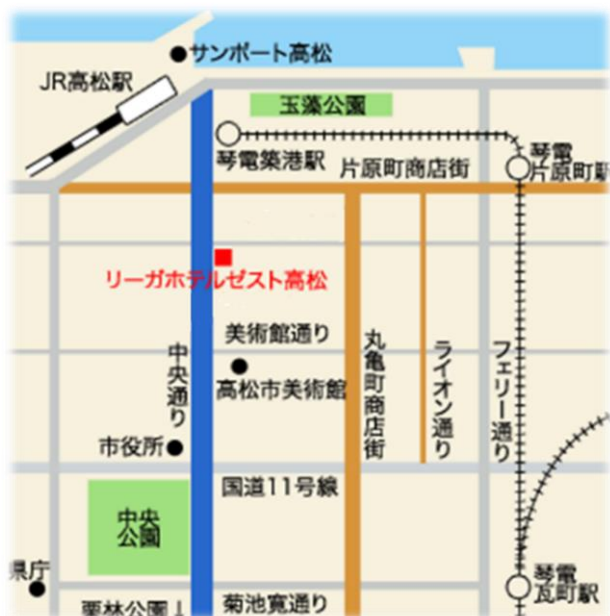 サンポート高松
JR高松駅
玉藻公園
琴電築港駅
片原町商店街
琴電
片原町駅
リーガホテルゼスト高松
美術館通り
高松市美術館
中央通り
丸亀町商店街
ライオン通り
フェリー通り
市役所
国道11号線
中央
公園
県庁
栗林公園↓
菊池寛通り
琴電
瓦町駅